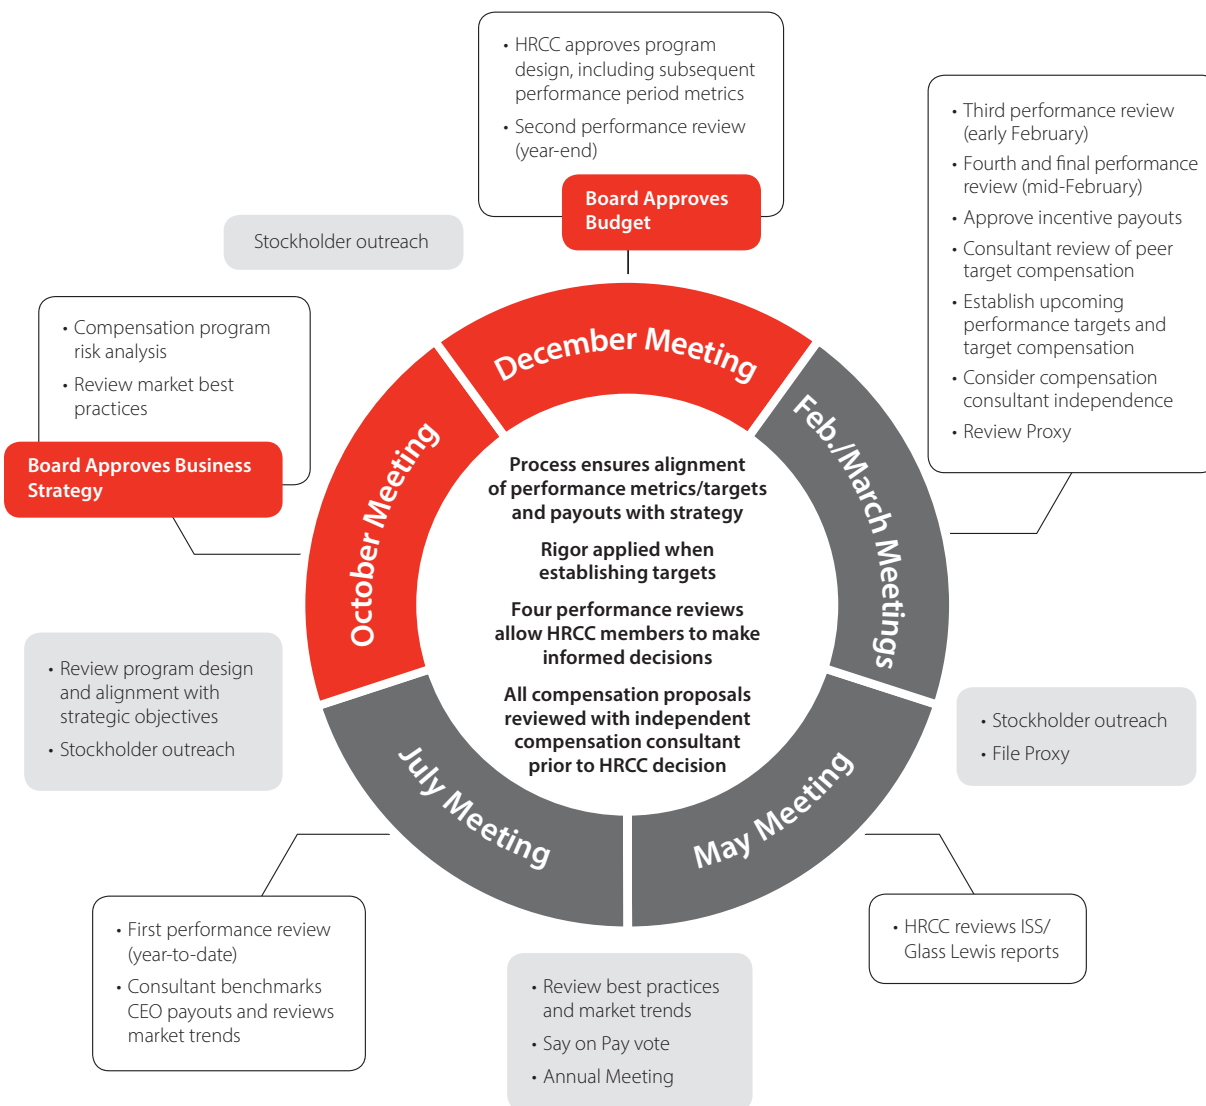 • HRCC approves program
design, including subsequent
performance period metrics
• Second performance review
(year-end)
Board Approves
Budget
• Third performance review
(early February)
• Fourth and final performance
review (mid-February)
• Approve incentive payouts
• Consultant review of peer
target compensation
• Establish upcoming
performance targets and
target compensation
• Consider compensation
consultant independence
• Review Proxy
Stockholder outreach
• Compensation program
risk analysis
• Review market best
practices
Board Approves Business
Strategy
December Meeting
Feb./March Meetings
October Meeting
Process ensures alignment
of performance metrics/targets
and payouts with strategy
Rigor applied when
establishing targets
Four performance reviews
allow HRCC members to make
informed decisions
All compensation proposals
reviewed with independent
compensation consultant
prior to HRCC decision
• Review program design
and alignment with
strategic objectives
• Stockholder outreach
• Stockholder outreach
• File Proxy
July Meeting
May Meeting
• First performance review
(year-to-date)
• Consultant benchmarks
CEO payouts and reviews
market trends
• Review best practices
and market trends
• Say on Pay vote
• Annual Meeting
• HRCC reviews ISS/
Glass Lewis reports